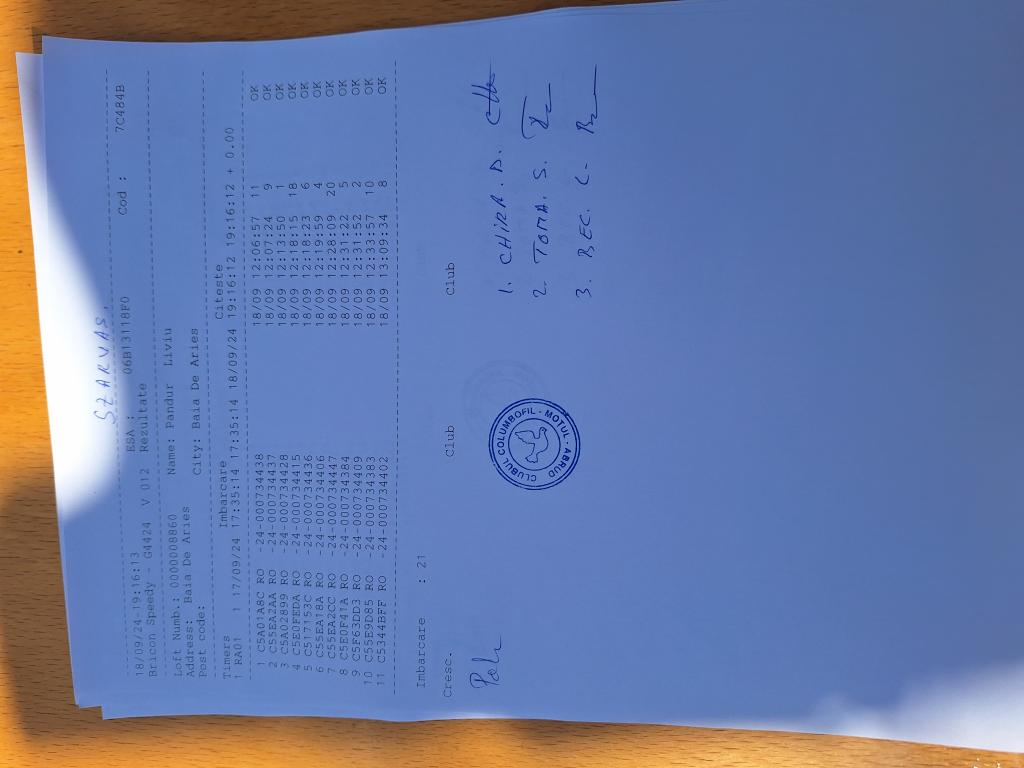 SZARVAS.
18/09/24-19:16:13 ESA : 06B13118F0 Cod : 7C484B
Bricon Speedy - G4424 V 012 Rezultate
Loft Numb.: 0000008860 Name: Pandur Liviu
Address: Baia De Aries City: Baia De Aries
Post code:
Timers Imbarcare Citeste
1 RA01 1 17/09/24 17:35:14 17:35:14 18/09/24 19:16:12 19:16:12 + 0.00
1 C5A01A8C RO -24-000734438 18/09 12:06:57 11 OK
2 C55EA2AA RO -24-000734437 18/09 12:07:24 9 OK
3 C5A02899 RO -24-000734428 18/09 12:13:50 1 OK
4 C5E0FEDA RO -24-000734415 18/09 12:18:15 18 OK
5 C517153C RO -24-000734436 18/09 12:18:23 6 OK
6 C55EA18A RO -24-000734406 18/09 12:19:59 4 OK
7 C55EA2CC RO -24-000734447 18/09 12:28:09 20 OK
8 C5E0F41A RO -24-000734384 18/09 12:31:22 5 OK
9 C5F63DD3 RO -24-000734409 18/09 12:31:52 2 OK
10 C55E9D85 RO -24-000734383 18/09 12:33:57 10 OK
11 C5344BFF RO -24-000734402 18/09 13:09:34 8 OK
Imbarcare : 21
Cresc. Club Club
1. CHIRA. D.
2 TOMA. S.
3. BEC. C.
CLUBUL COLUMBOFIL - MOTUL - ABRUD